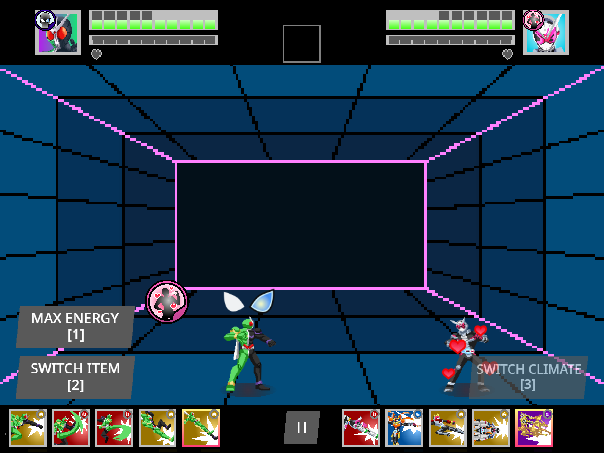 MAX ENERGY
[1]
SWITCH ITEM
[2]
SWITCH CLIMATE
[3]